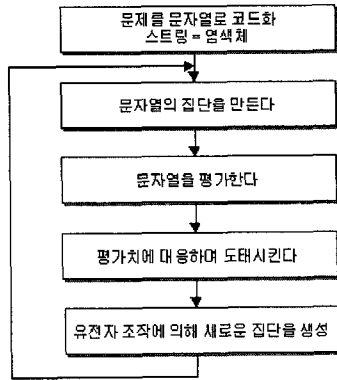 문제를 문자열로 코드화
스트링 = 염색체
문자열의 집단을 만든다
문자열을 평가한다
평가치에 대응하며 도태시킨다
유전자 조작에 의해 새로운 집단을 생성